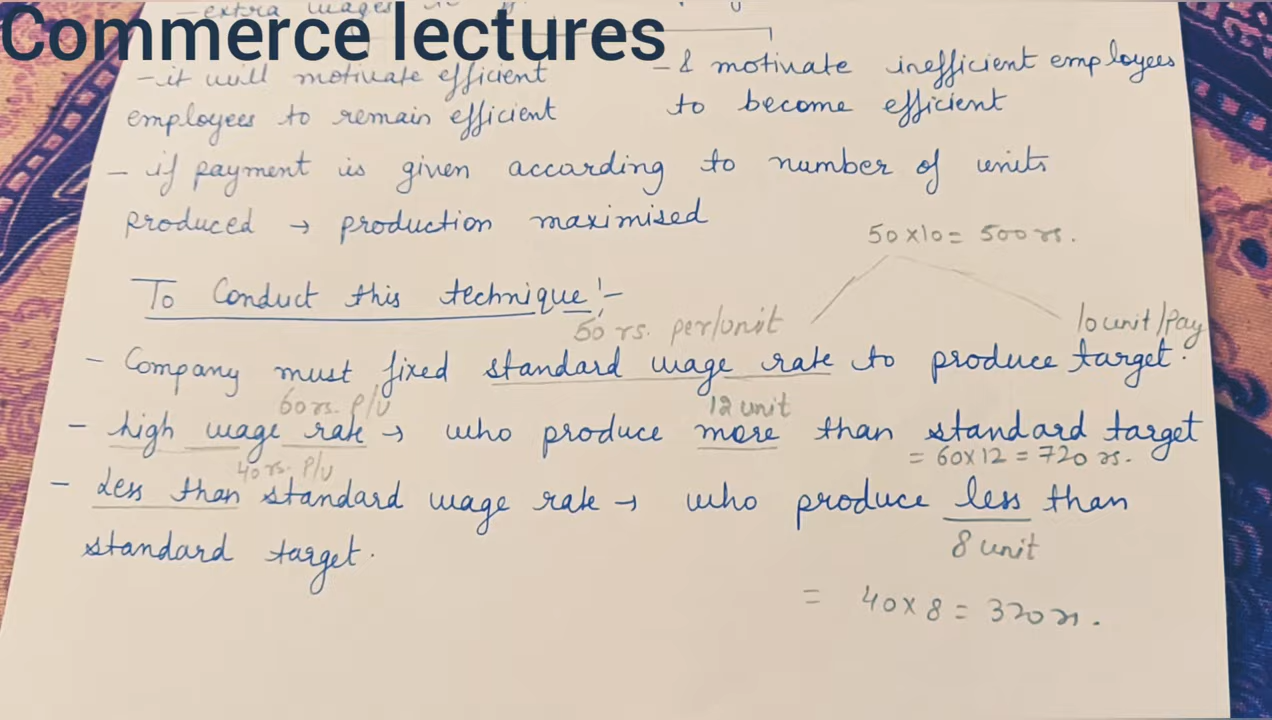 - extra wages
Commerce lectures
- it will motivate efficient
employees to remain efficient
- & motivate inefficient employees
to become efficient
- if payment is given according to number of units
produced → production maximised
50x10= 500 rs.
To Conduct this technique!-
50 rs. per/unit
10 unit/Pay
- Company must fixed standard wage rate to produce target.
60 rs. P/U
12 unit
- high wage rate → who produce more than standard target
= 60x12 = 720 rs.
40 rs. P/U
- Less than standard wage rate → who produce less than
standard target.
8 unit
= 40x8 = 320 rs.